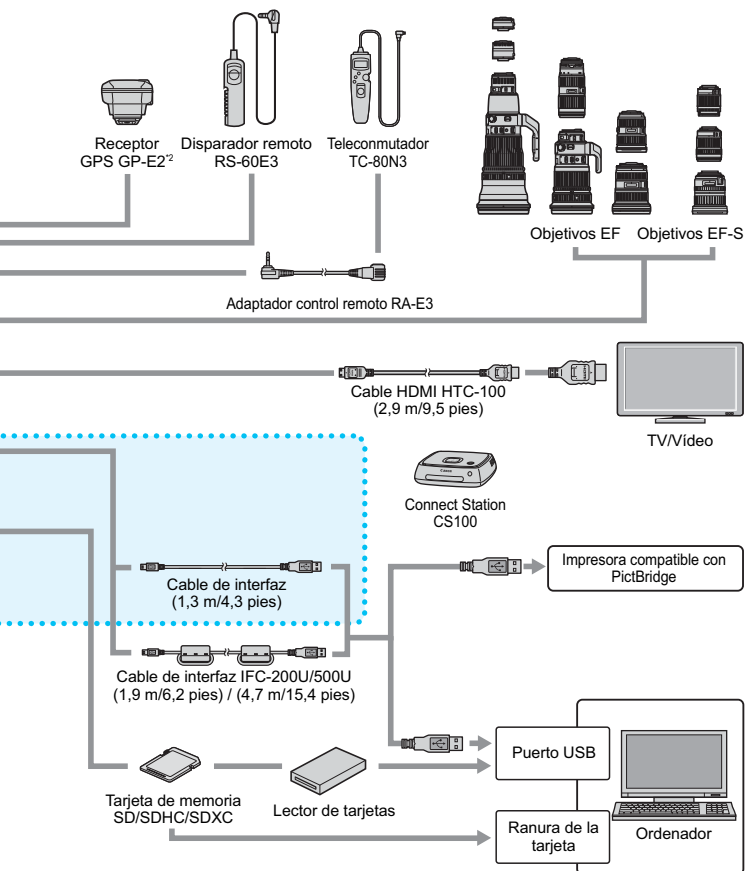 Receptor
GPS GP-E2*2
Disparador remoto
RS-60E3
Teleconmutador
TC-80N3
Objetivos EF
Objetivos EF-S
Adaptador control remoto RA-E3
Cable HDMI HTC-100
(2,9 m/9,5 pies)
TV/Vídeo
Canon
Connect Station
CS100
Cable de interfaz
(1,3 m/4,3 pies)
Impresora compatible con
PictBridge
Cable de interfaz IFC-200U/500U
(1,9 m/6,2 pies) / (4,7 m/15,4 pies)
Puerto USB
Tarjeta de memoria
SD/SDHC/SDXC
Lector de tarjetas
Ranura de la
tarjeta
Ordenador